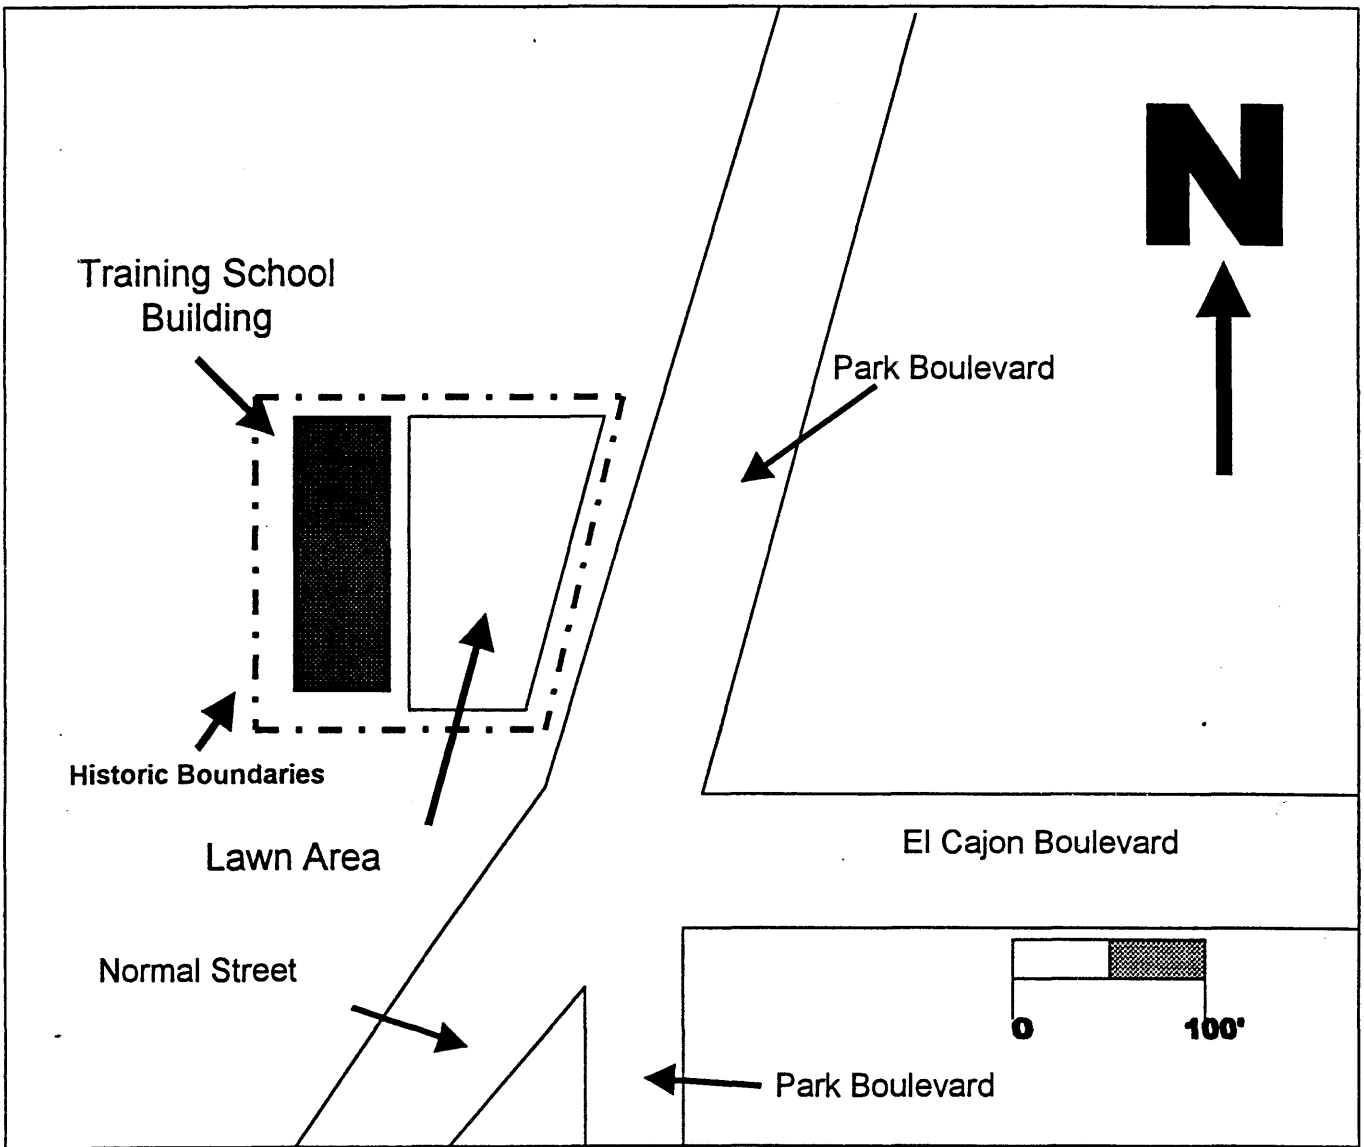 N
Training School
Building
Park Boulevard
Historic Boundaries
Lawn Area
El Cajon Boulevard
Normal Street
0 100'
Park Boulevard